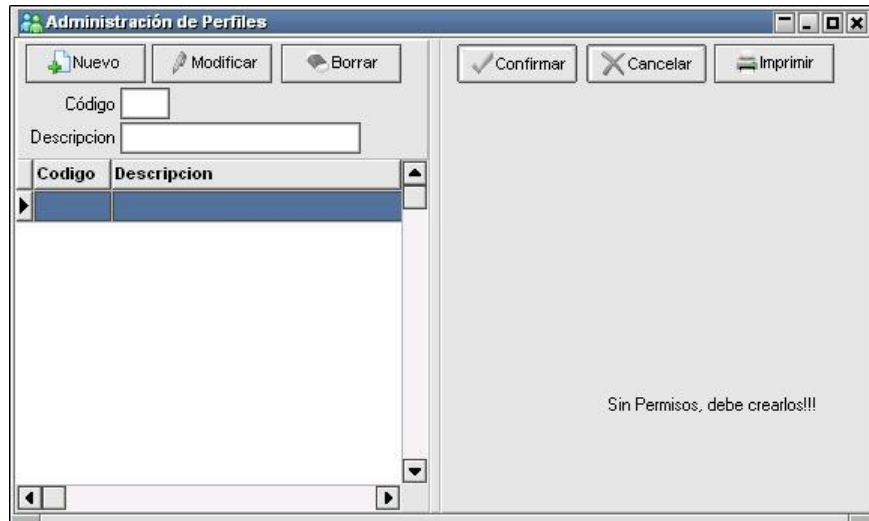 Administración de Perfiles
Nuevo Modificar Borrar Confirmar Cancelar Imprimir
Código
Descripcion
Codigo Descripcion
Sin Permisos, debe crearlos!!!